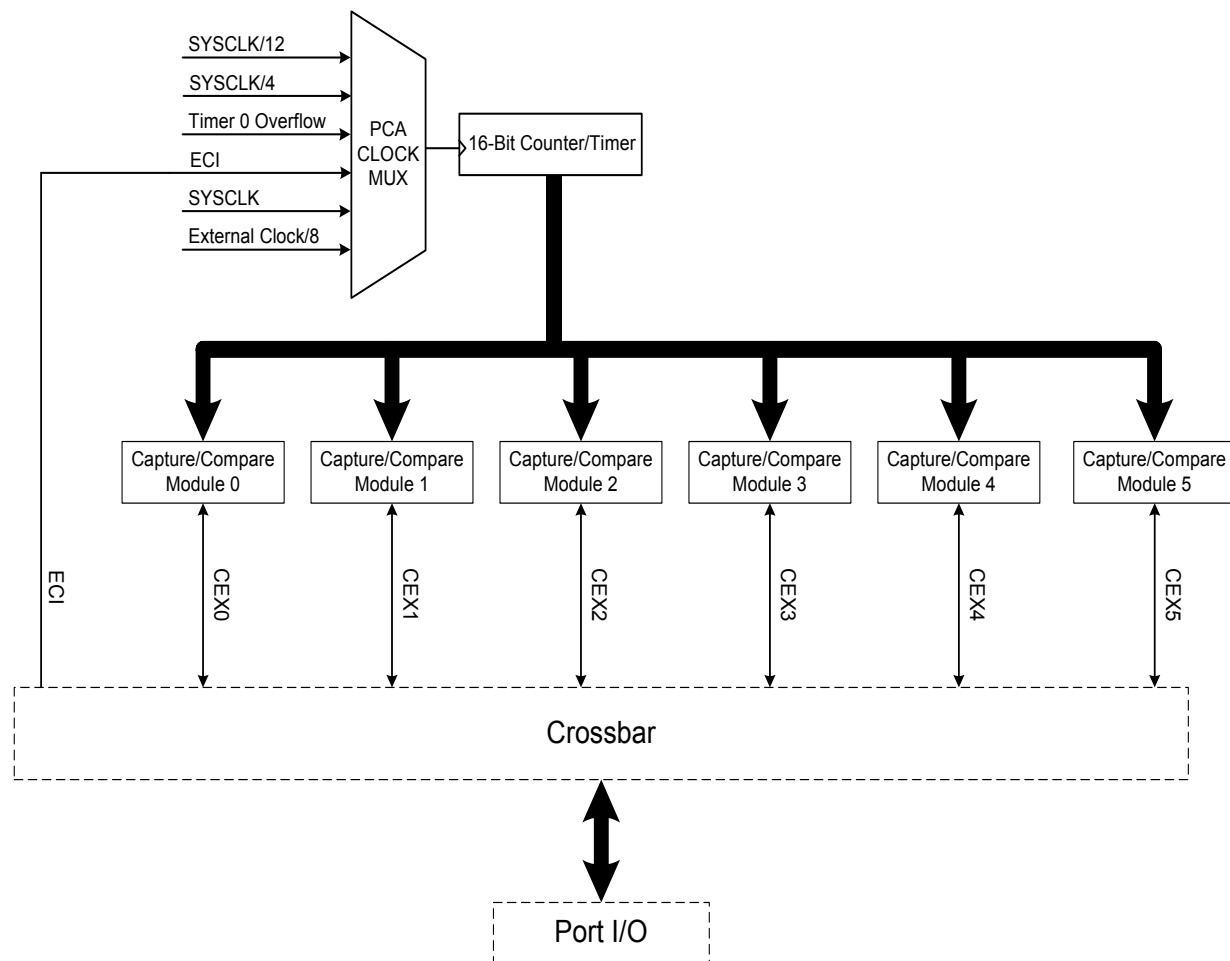 SYSCLK/12
SYSCLK/4
Timer 0 Overflow
ECI
SYSCLK
External Clock/8
PCA
CLOCK
MUX
16-Bit Counter/Timer
Capture/Compare
Module 0
Capture/Compare
Module 1
Capture/Compare
Module 2
Capture/Compare
Module 3
Capture/Compare
Module 4
Capture/Compare
Module 5
ECI
CEX0
CEX1
CEX2
CEX3
CEX4
CEX5
Crossbar
Port I/O